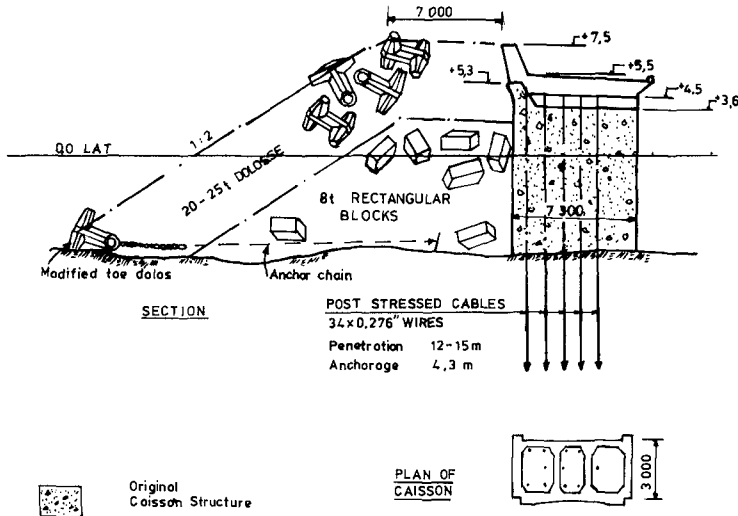 7 000
+7,5
+5,5
+5,3
+4,5
+3,6
0,0 LAT
1:2
20-25t DOLOSSE
8t RECTANGULAR
BLOCKS
7 300
Modified toe dolos
Anchor chain
SECTION
POST STRESSED CABLES
34x0,276" WIRES
Penetration 12-15m
Anchorage 4,3 m
PLAN OF
CAISSON
3 000
Original
Caisson Structure